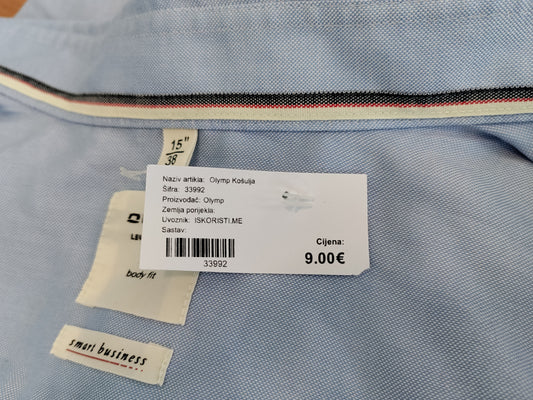 15"
38
Naziv artikla: Olymp Košulja
Šifra: 33992
Proizvođač: Olymp
Zemlja porijekla:
Uvoznik: ISKORISTI.ME
Sastav:
33992
Cijena:
9.00€
body fit
smart business